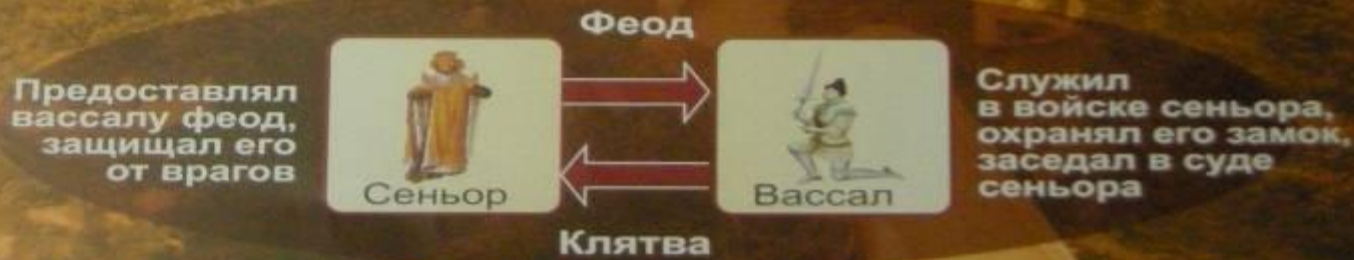 Феод
Предоставлял
вассалу феод,
защищал его
от врагов
Сеньор
Вассал
Служил
в войске сеньора,
охранял его замок,
заседал в суде
сеньора
Клятва